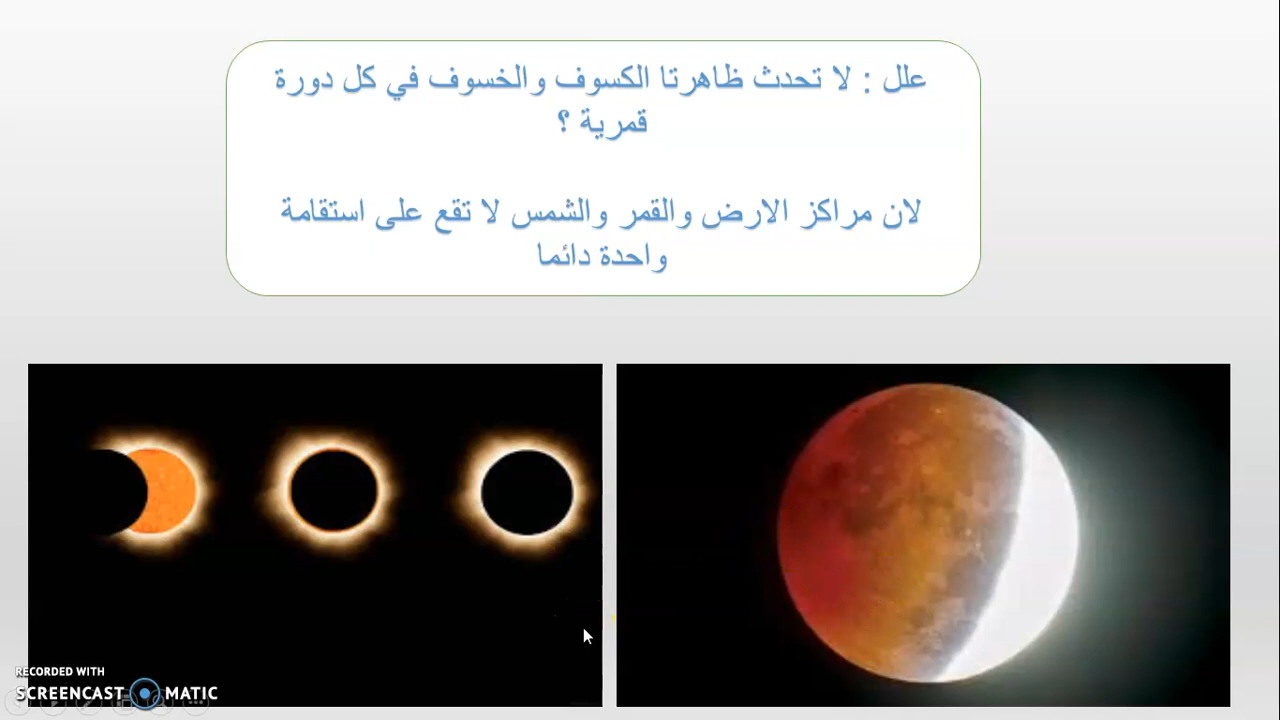 علل : لا تحدث ظاهرتا الكسوف والخسوف في كل دورة
قمرية ؟
لان مراكز الارض والقمر والشمس لا تقع على استقامة
واحدة دائما
RECORDED WITH
SCREENCAST MATIC